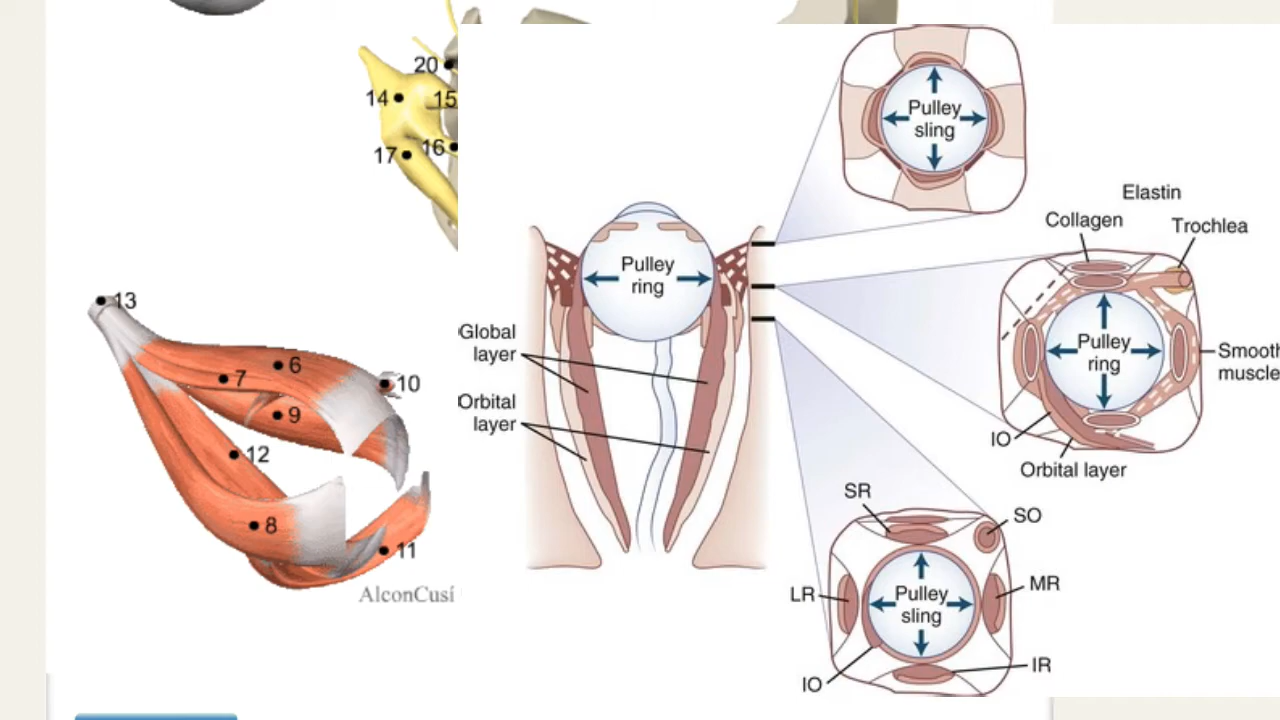 20
14
15
17
16
13
6
7
10
9
12
8
11
AlconCusí
Pulley
sling
Elastin
Collagen
Trochlea
Pulley
ring
Global
layer
Orbital
layer
Pulley
ring
Smooth
muscle
IO
Orbital layer
SR
SO
LR
MR
Pulley
sling
IO
IR